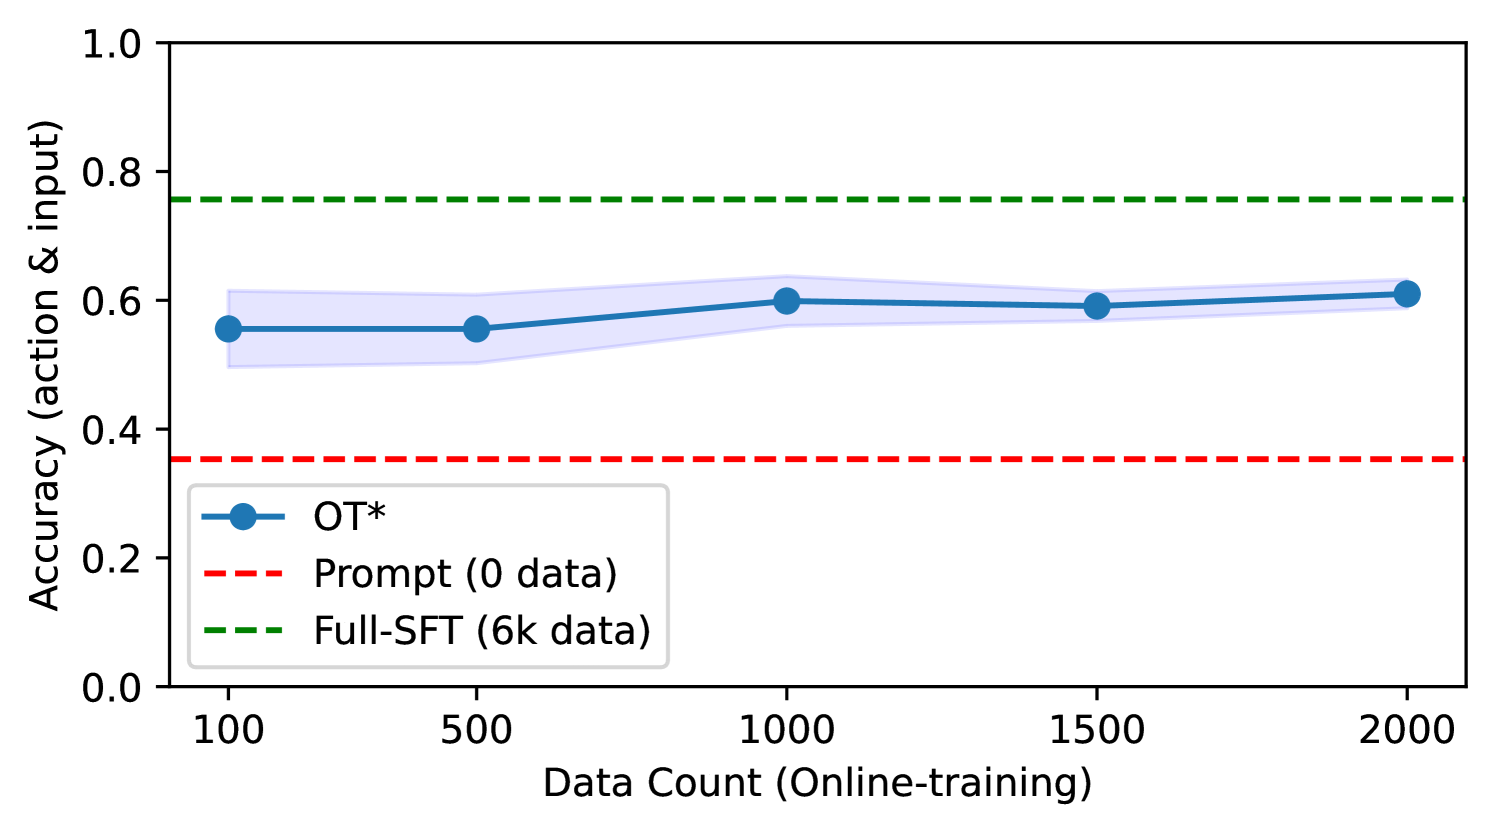 1.0
0.8
0.6
0.4
0.2
0.0
Accuracy (action & input)
OT*
Prompt (0 data)
Full-SFT (6k data)
100 500 1000 1500 2000
Data Count (Online-training)